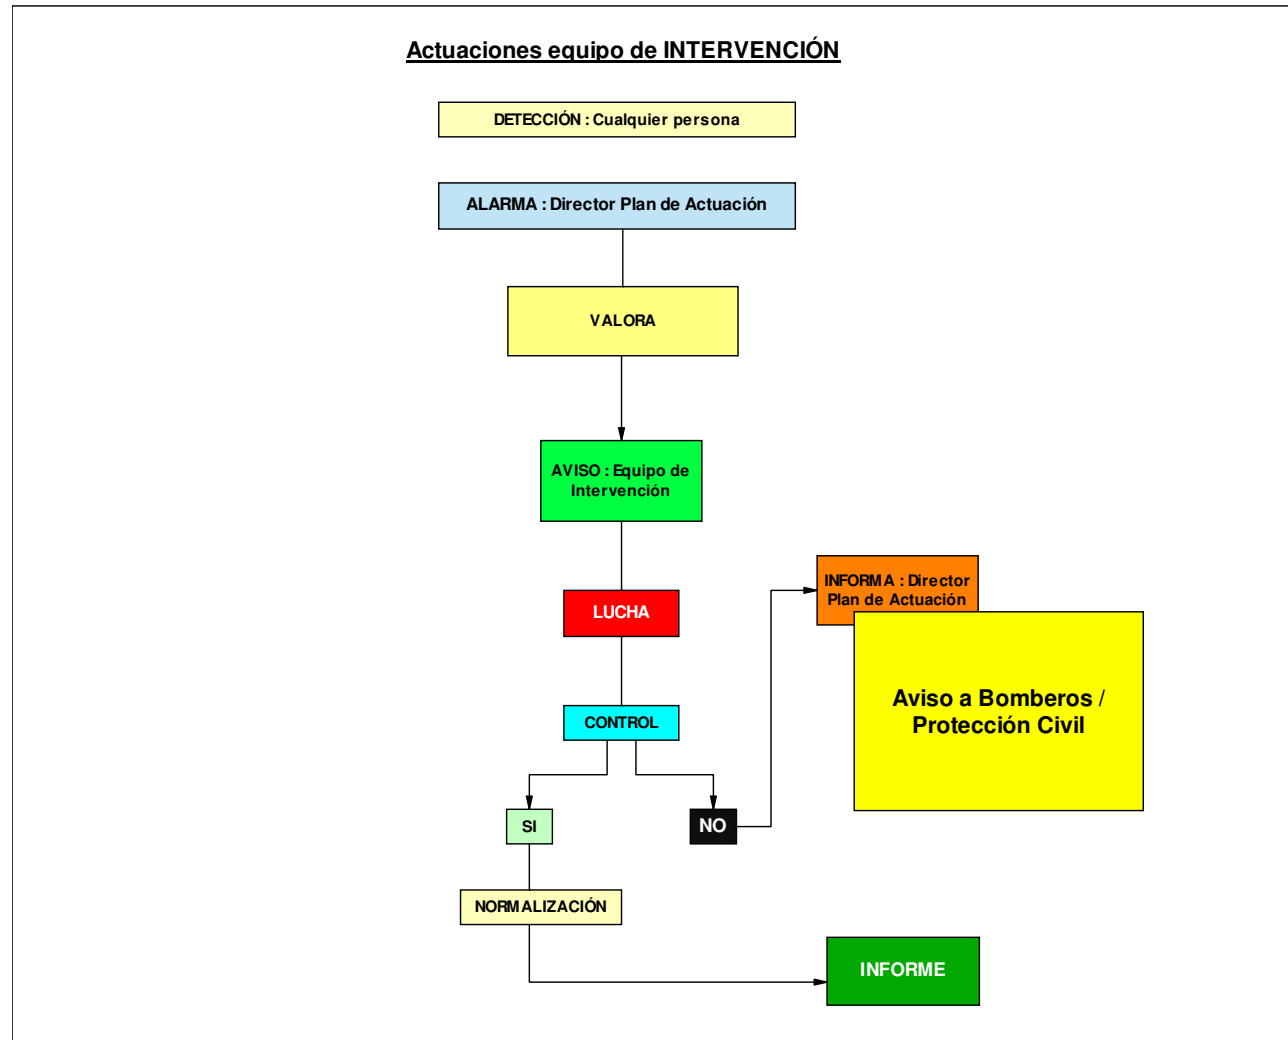 Actuaciones equipo de INTERVENCIÓN
DETECCIÓN : Cualquier persona
ALARMA : Director Plan de Actuación
VALORA
AVISO : Equipo de
Intervención
INFORMA : Director
Plan de Actuación
LUCHA
Aviso a Bomberos /
Protección Civil
CONTROL
SI
NO
NORMALIZACIÓN
INFORME